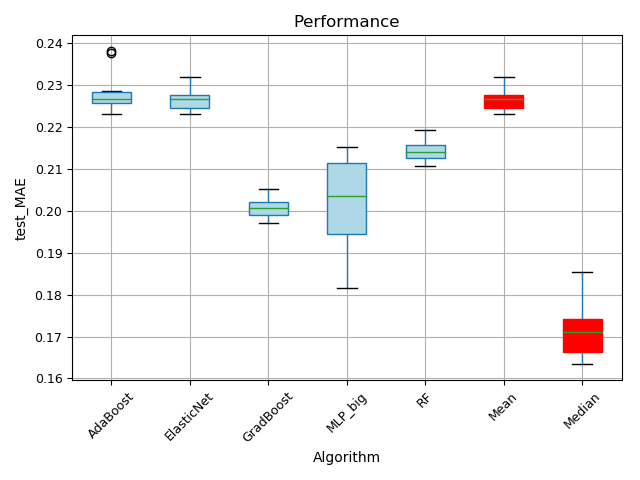 Performance
0.24
0.23
0.22
0.21
0.20
0.19
0.18
0.17
0.16
test_MAE
AdaBoost
ElasticNet
GradBoost
MLP_big
RF
Mean
Median
Algorithm